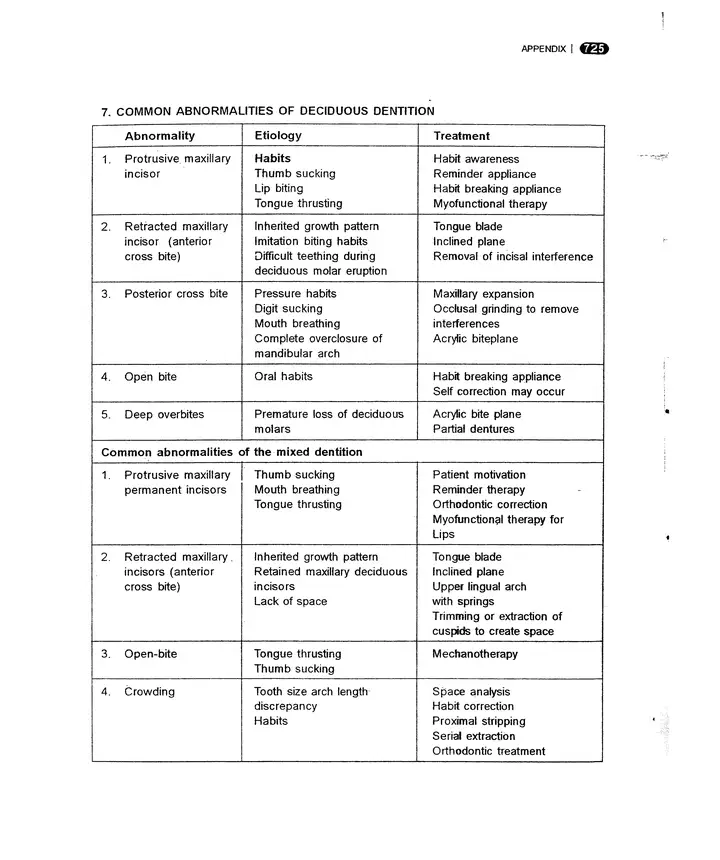 APPENDIX | 725
7. COMMON ABNORMALITIES OF DECIDUOUS DENTITION
Abnormality Etiology Treatment
1. Protrusive maxillary Habits Habit awareness
incisor Thumb sucking Reminder appliance
Lip biting Habit breaking appliance
Tongue thrusting Myofunctional therapy
2. Retracted maxillary Inherited growth pattern Tongue blade
incisor (anterior Imitation biting habits Inclined plane
cross bite) Difficult teething during Removal of incisal interference
deciduous molar eruption
3. Posterior cross bite Pressure habits Maxillary expansion
Digit sucking Occlusal grinding to remove
Mouth breathing interferences
Complete overclosure of Acrylic biteplane
mandibular arch
4. Open bite Oral habits Habit breaking appliance
Self correction may occur
5. Deep overbites Premature loss of deciduous Acrylic bite plane
molars Partial dentures
Common abnormalities of the mixed dentition
1. Protrusive maxillary Thumb sucking Patient motivation
permanent incisors Mouth breathing Reminder therapy
Tongue thrusting Orthodontic correction
Myofunctional therapy for
Lips
2. Retracted maxillary Inherited growth pattern Tongue blade
incisors (anterior Retained maxillary deciduous Inclined plane
cross bite) incisors Upper lingual arch
Lack of space with springs
Trimming or extraction of
cuspids to create space
3. Open-bite Tongue thrusting Mechanotherapy
Thumb sucking
4. Crowding Tooth size arch length Space analysis
discrepancy Habit correction
Habits Proximal stripping
Serial extraction
Orthodontic treatment